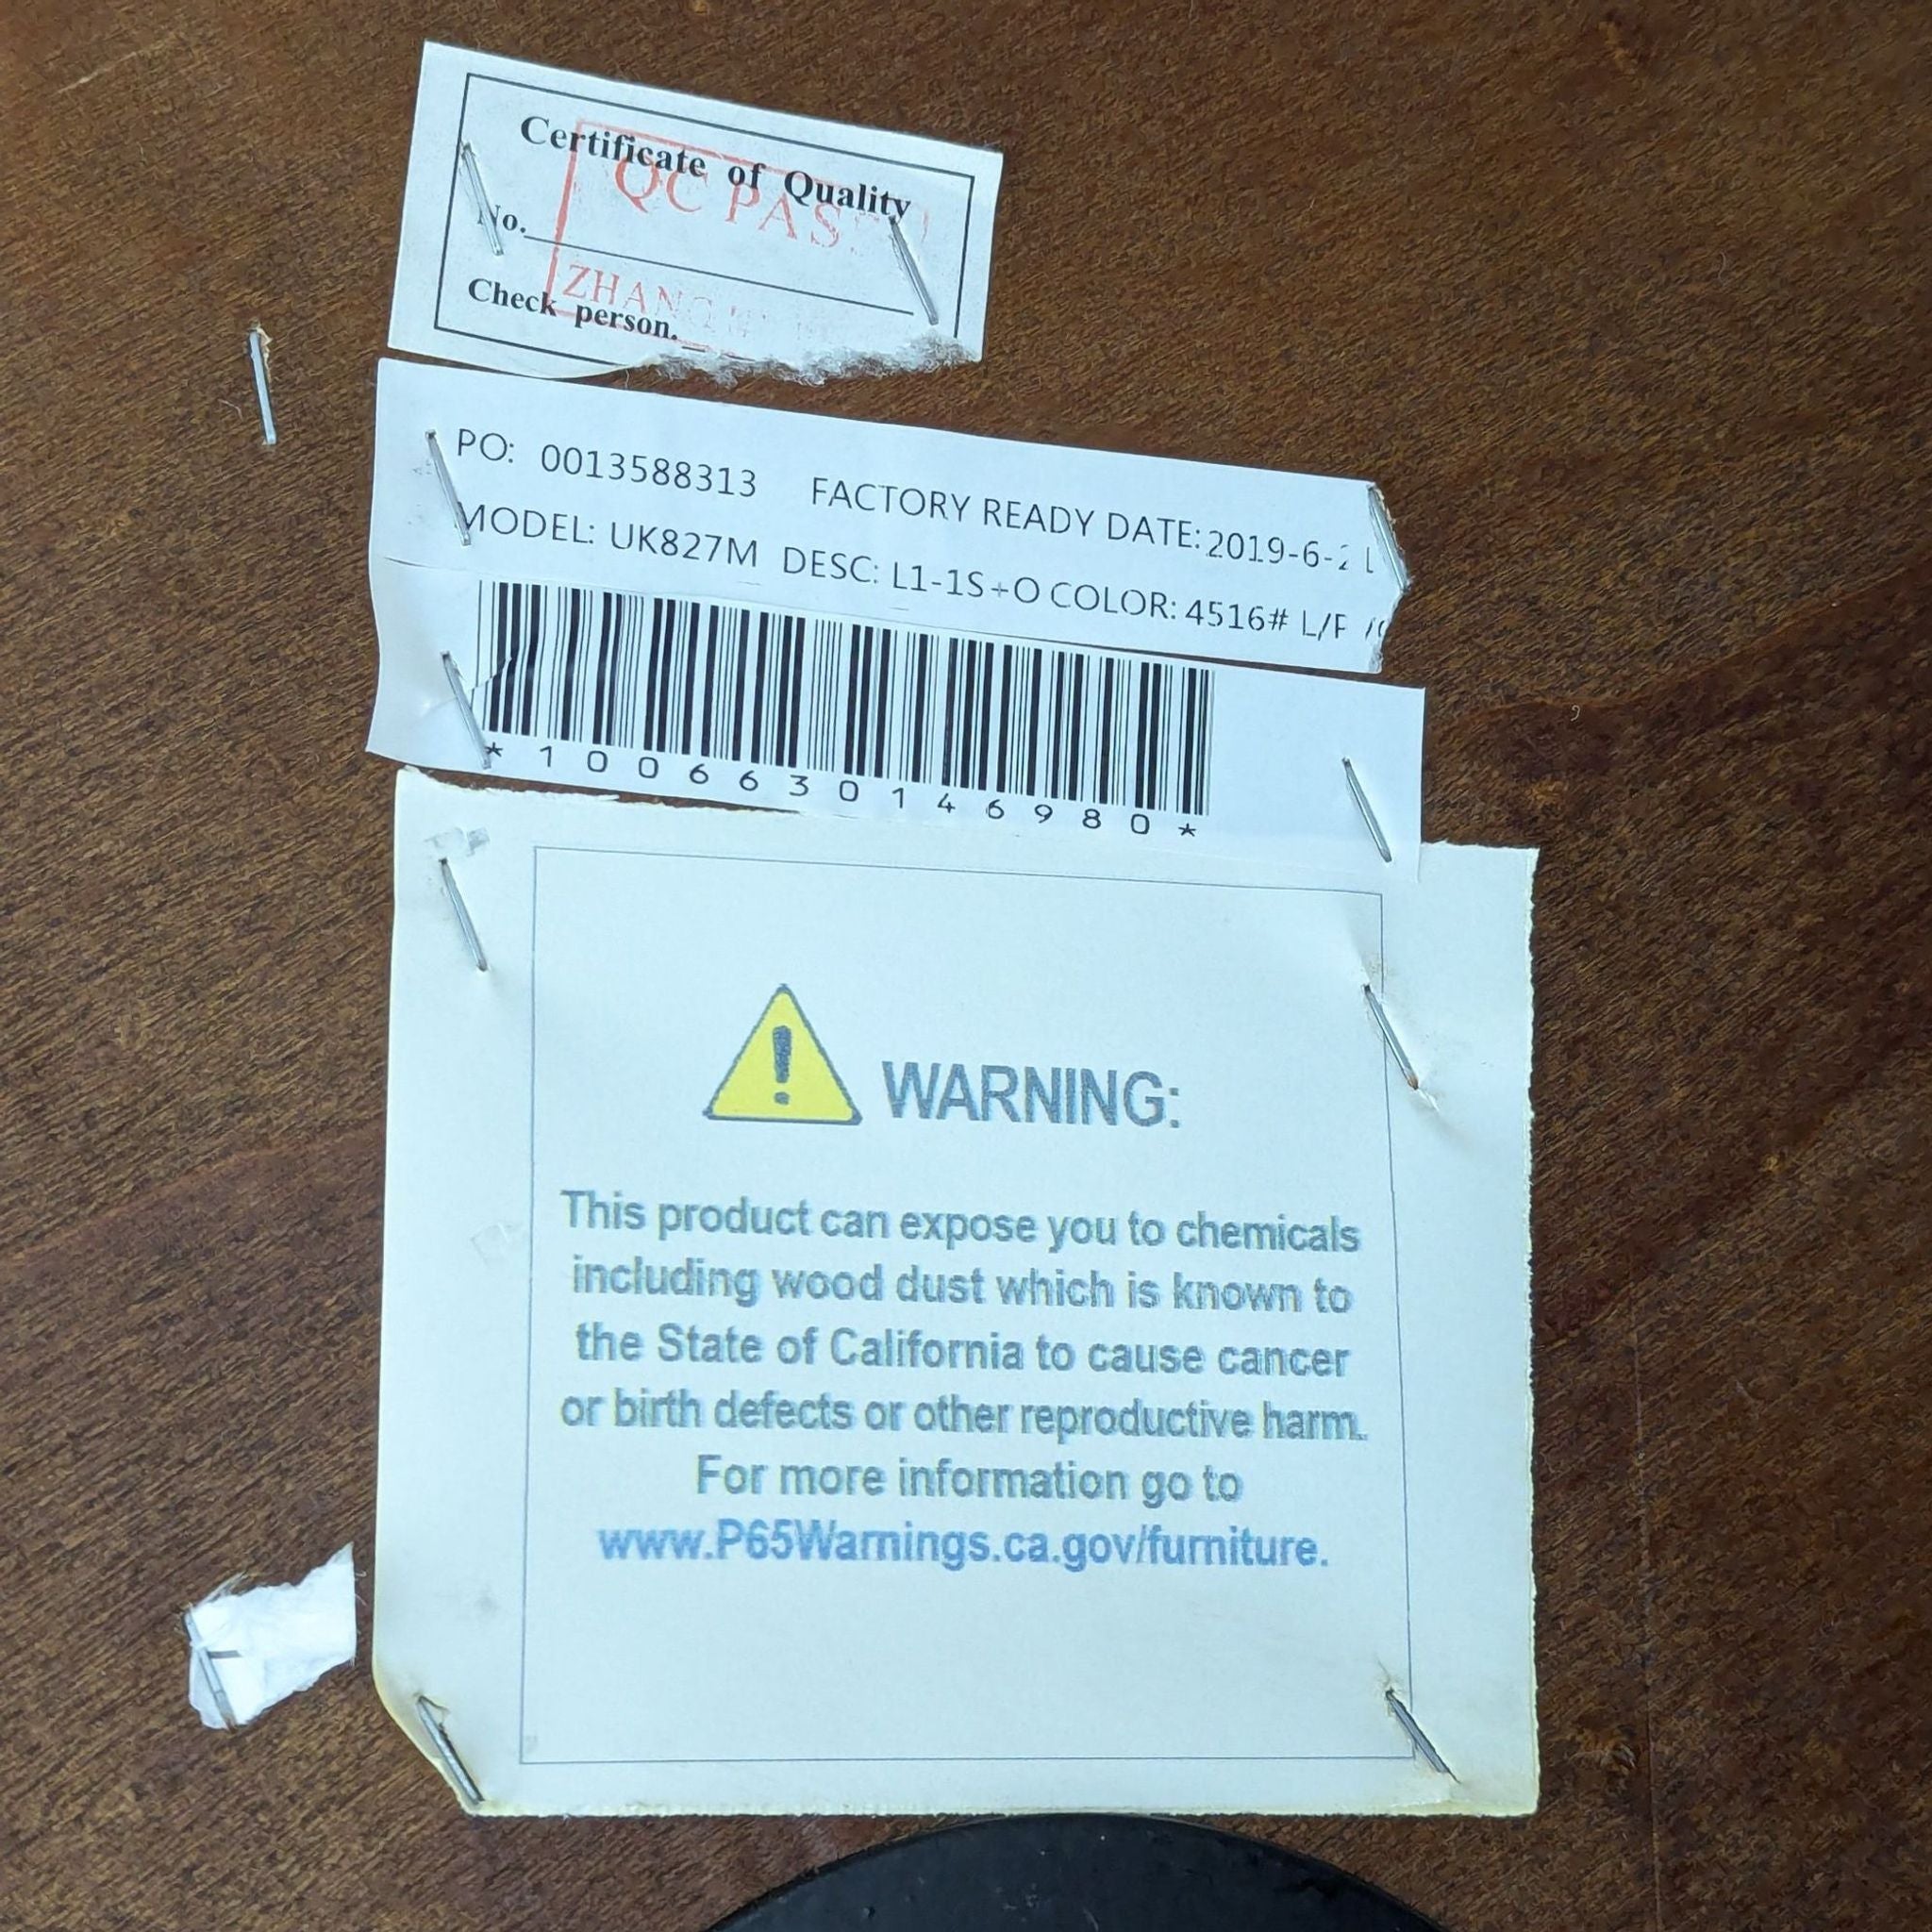 Certificate of Quality
QC PASS
No.
ZHANG
Check person.
PO: 0013588313 FACTORY READY DATE:2019-6-
MODEL: UK827M DESC: L1-1S+O COLOR: 4516# L/F
*1006630146980*
WARNING:
This product can expose you to chemicals
including wood dust which is known to
the State of California to cause cancer
or birth defects or other reproductive harm.
For more information go to
www.P65Warnings.ca.gov/furniture.